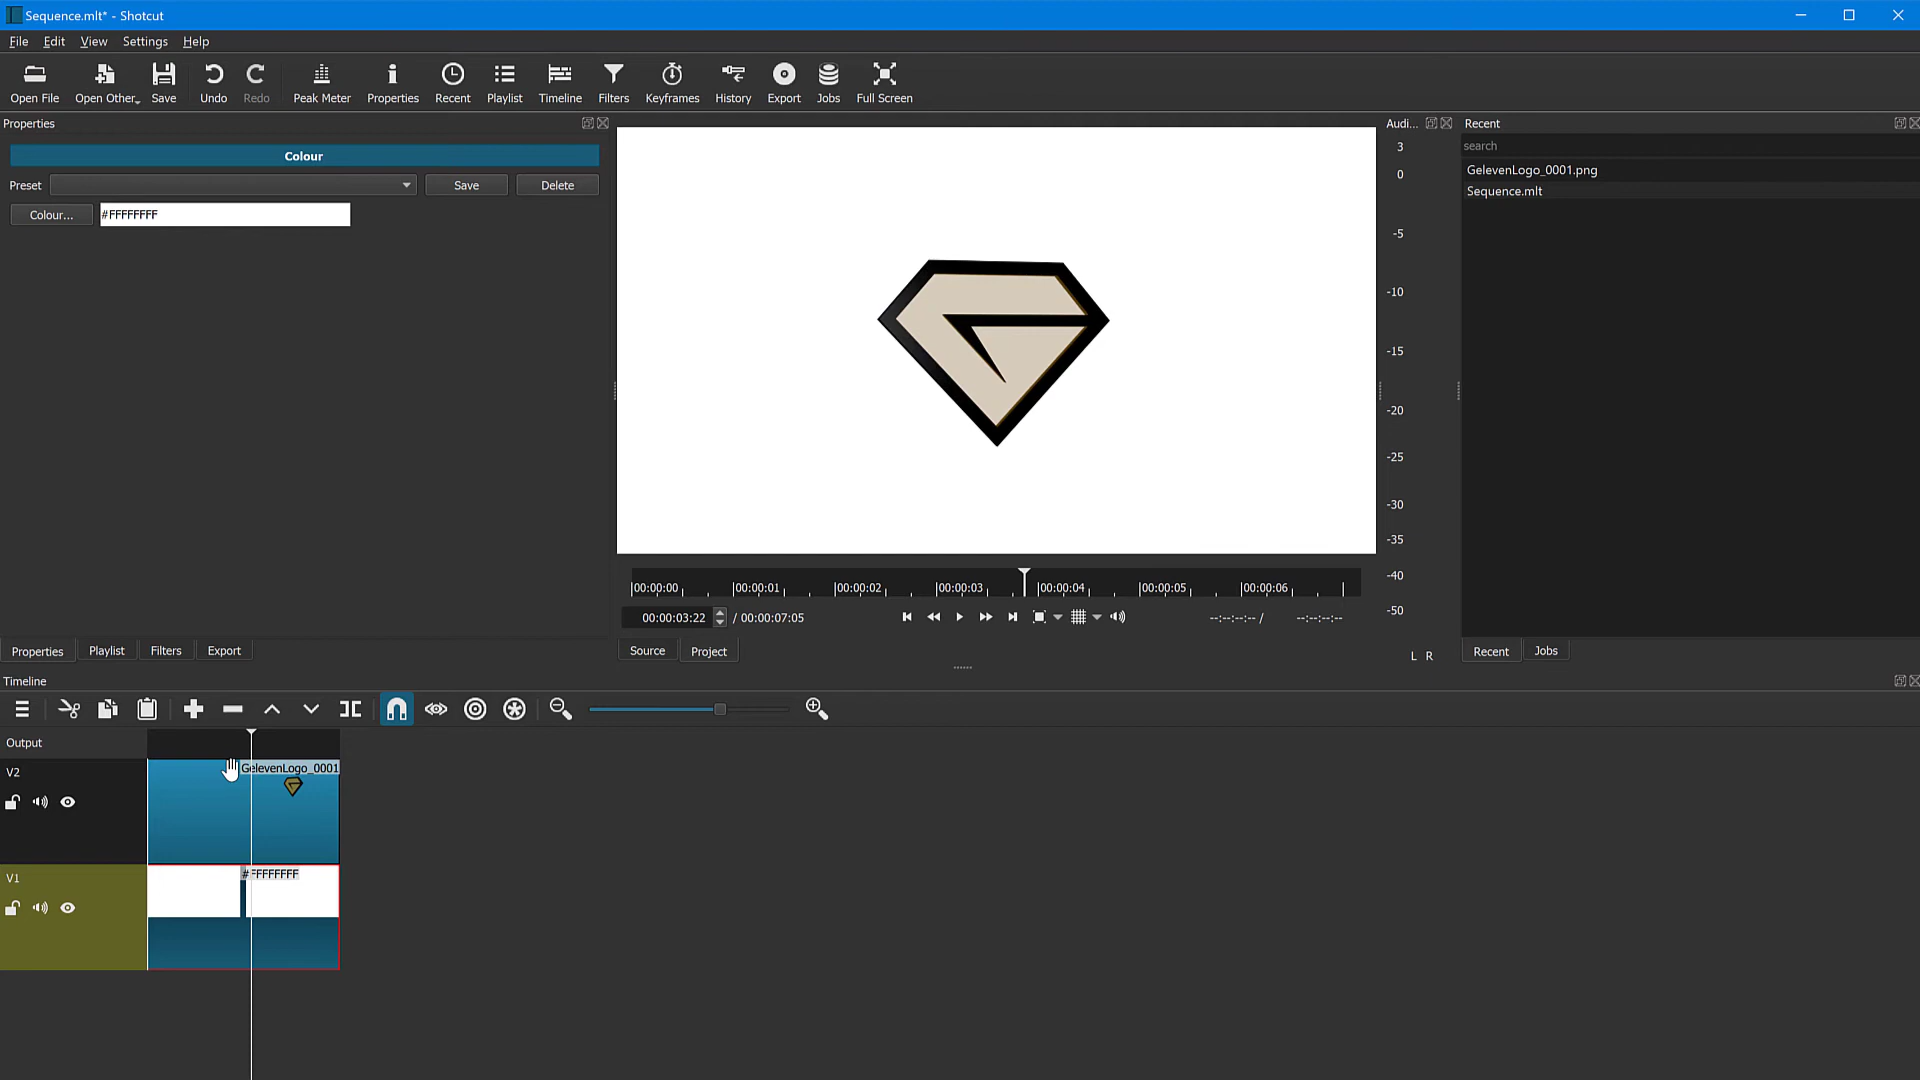 Sequence.mlt* - Shotcut
File Edit View Settings Help
Open File Open Other Save Undo Redo Peak Meter Properties Recent Playlist Timeline Filters Keyframes History Export Jobs Full Screen
Properties
Colour
Preset Save Delete
Colour... #FFFFFFFF
Audi...
3
0
-5
-10
-15
-20
-25
-30
-35
-40
-50
L R
Recent
search
GelevenLogo_0001.png
Sequence.mlt
00:00:00 00:00:01 00:00:02 00:00:03 00:00:04 00:00:05 00:00:06
00:00:03:22 / 00:00:07:05 --:--:--:-- / --:--:--:--
Properties Playlist Filters Export
Source Project
Recent Jobs
Timeline
Output
V2
GelevenLogo_0001
V1
#FFFFFFFF